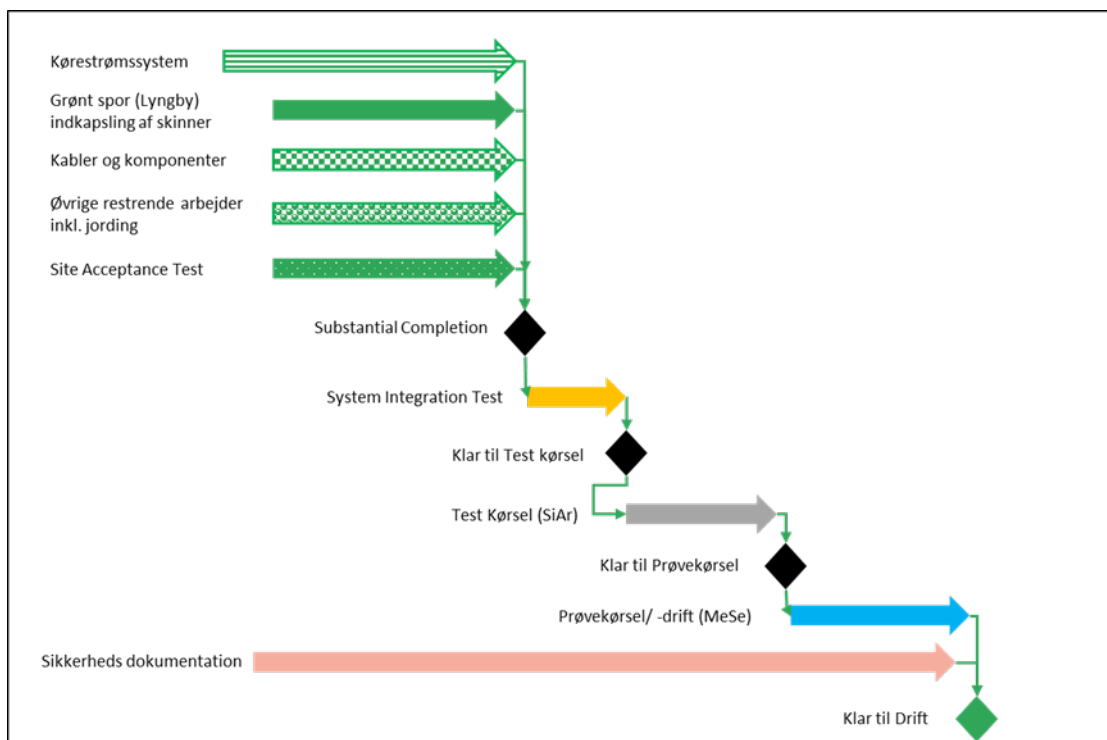 Kørestrømssystem
Grønt spor (Lyngby)
indkapsling af skinner
Kabler og komponenter
Øvrige restrende arbejder
inkl. jording
Site Acceptance Test
Substantial Completion
System Integration Test
Klar til Test kørsel
Test Kørsel (SiAr)
Klar til Prøvekørsel
Prøvekørsel/ -drift (MeSe)
Sikkerheds dokumentation
Klar til Drift